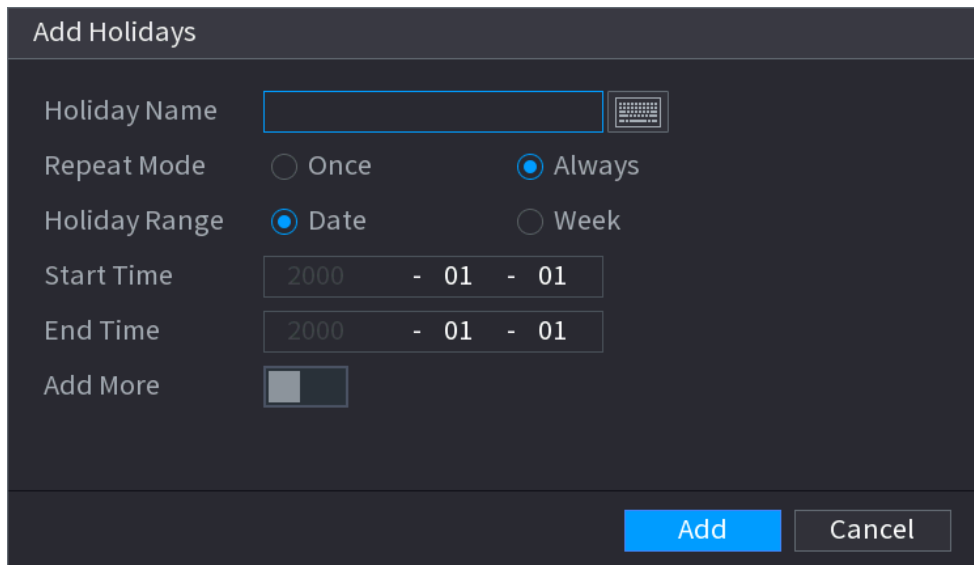 Add Holidays
Holiday Name
Repeat Mode Once Always
Holiday Range Date Week
Start Time 2000 - 01 - 01
End Time 2000 - 01 - 01
Add More
Add Cancel